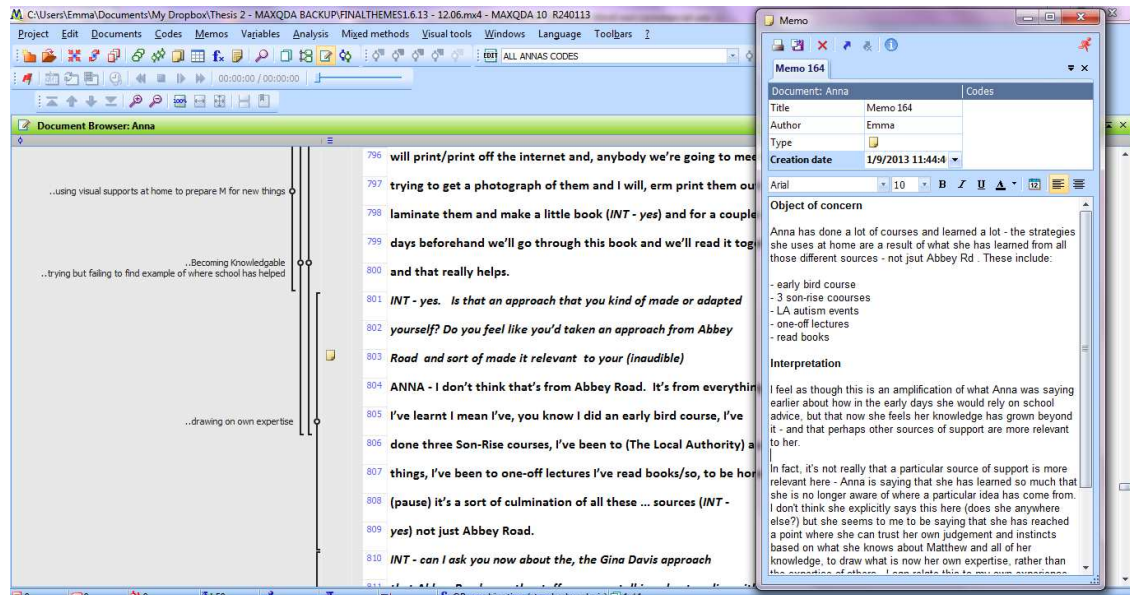 C:\Users\Emma\Documents\My Dropbox\Thesis 2 - MAXQDA BACKUP\FINALTHEMES1.6.13 - 12.06.mx4 - MAXQDA 10 R240113
Project Edit Documents Codes Memos Variables Analysis Mixed methods Visual tools Windows Language Toolbars ?
ALL ANNAS CODES
00:00:00 / 00:00:00
Document Browser: Anna
796 will print/print off the internet and, anybody we're going to mee
..using visual supports at home to prepare M for new things
797 trying to get a photograph of them and I will, erm print them ou
798 laminate them and make a little book (INT - yes) and for a couple
799 days beforehand we'll go through this book and we'll read it tog
..Becoming Knowledgable
..trying but failing to find example of where school has helped
800 and that really helps.
801 INT - yes. Is that an approach that you kind of made or adapted
802 yourself? Do you feel like you'd taken an approach from Abbey
803 Road and sort of made it relevant to your (inaudible)
804 ANNA - I don't think that's from Abbey Road. It's from everythin
805 I've learnt I mean I've, you know I did an early bird course, I've
..drawing on own expertise
806 done three Son-Rise courses, I've been to (The Local Authority) a
807 things, I've been to one-off lectures I've read books/so, to be hon
808 (pause) it's a sort of culmination of all these ... sources (INT -
809 yes) not just Abbey Road.
810 INT - can I ask you now about the, the Gina Davis approach
Memo
Memo 164
Document: Anna Codes
Title Memo 164
Author Emma
Type
Creation date 1/9/2013 11:44:4
Arial 10 B I U A
Object of concern
Anna has done a lot of courses and learned a lot - the strategies
she uses at home are a result of what she has learned from all
those different sources - not jsut Abbey Rd . These include:
- early bird course
- 3 son-rise coourses
- LA autism events
- one-off lectures
- read books
Interpretation
I feel as though this is an amplification of what Anna was saying
earlier about how in the early days she would rely on school
advice, but that now she feels her knowledge has grown beyond
it - and that perhaps other sources of support are more relevant
to her.
In fact, it's not really that a particular source of support is more
relevant here - Anna is saying that she has learned so much that
she is no longer aware of where a particular idea has come from.
I don't think she explicitly says this here (does she anywhere
else?) but she seems to me to be saying that she has reached
a point where she can trust her own judgement and instincts
based on what she knows about Matthew and all of her
knowledge, to draw what is now her own expertise, rather than